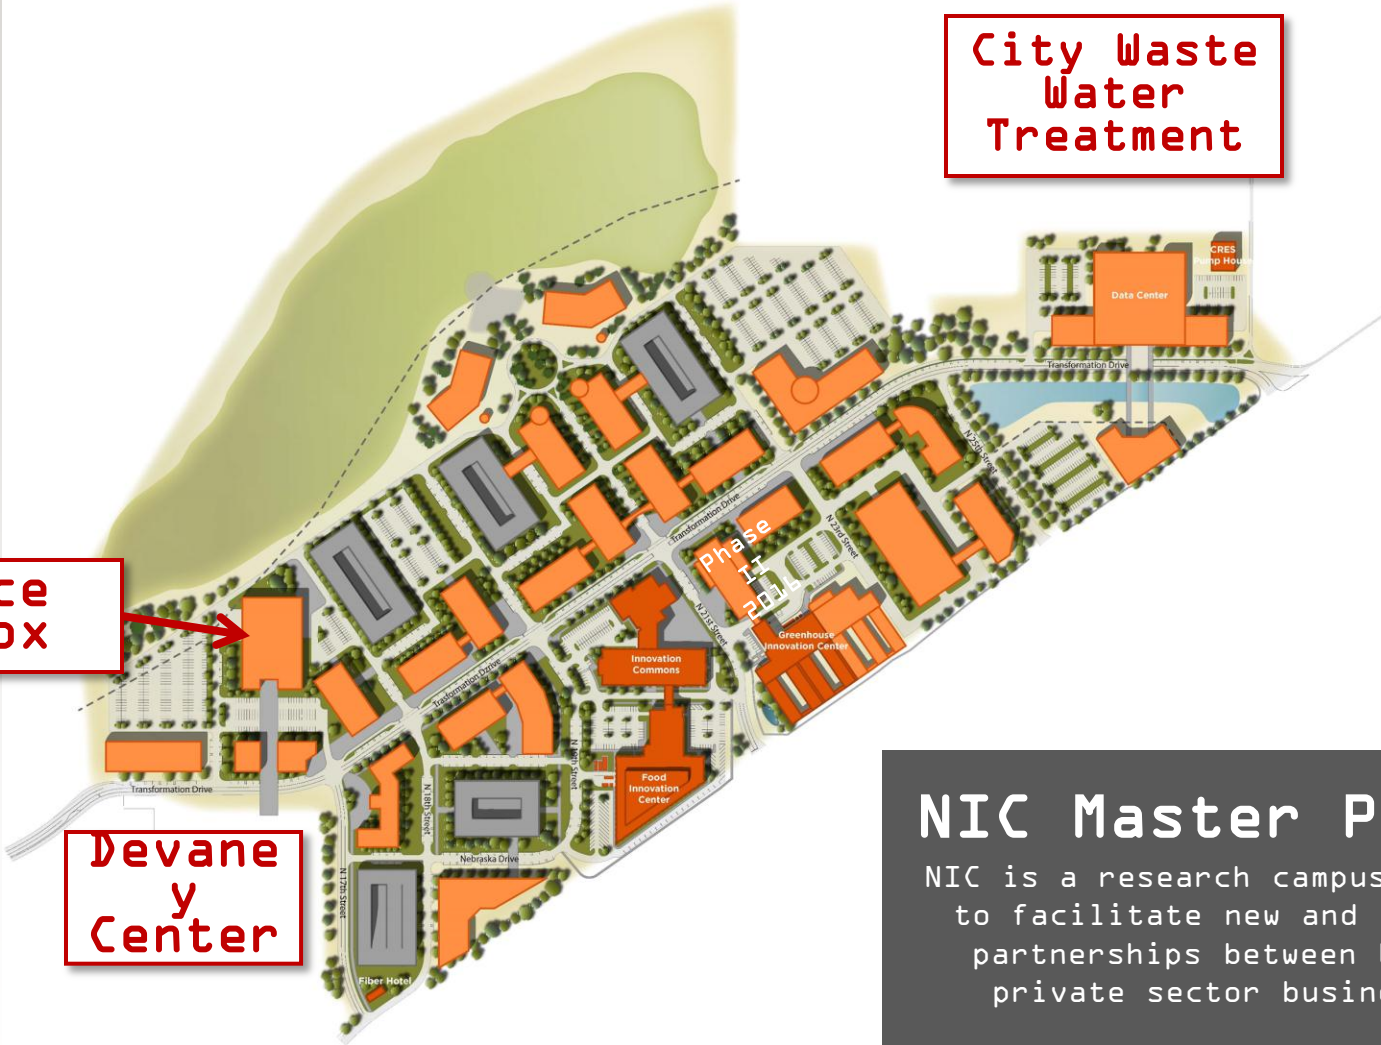 City Waste
Water
Treatment
CRES
Pump House
Data Center
Transformation Drive
N 25th Street
Transformation Drive
N 23rd Street
Phase
II
2016
N 21st Street
Greenhouse
Innovation Center
Innovation
Commons
ce
ox
Trasformation Dzrive
N 19th Street
Food
Innovation
Center
Transformation Drive
N 18th Street
Nebraska Drive
N 17th Street
Devane
y
Center
Fiber Hotel
NIC Master P
NIC is a research campus
to facilitate new and
partnerships between
private sector busin